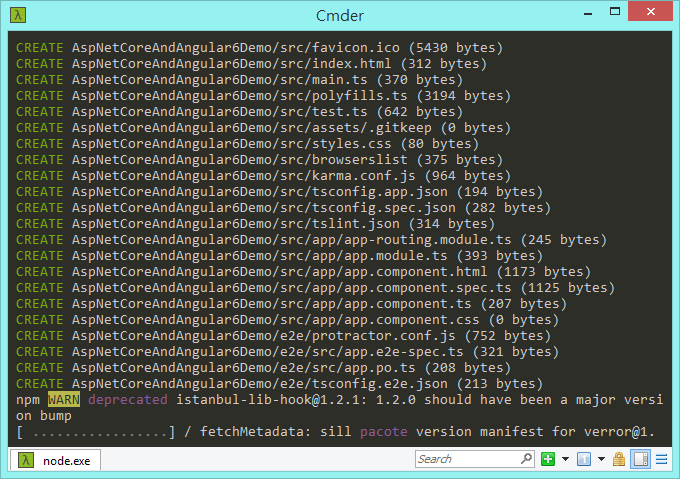 Cmder
CREATE AspNetCoreAndAngular6Demo/src/favicon.ico (5430 bytes)
CREATE AspNetCoreAndAngular6Demo/src/index.html (312 bytes)
CREATE AspNetCoreAndAngular6Demo/src/main.ts (370 bytes)
CREATE AspNetCoreAndAngular6Demo/src/polyfills.ts (3194 bytes)
CREATE AspNetCoreAndAngular6Demo/src/test.ts (642 bytes)
CREATE AspNetCoreAndAngular6Demo/src/assets/.gitkeep (0 bytes)
CREATE AspNetCoreAndAngular6Demo/src/styles.css (80 bytes)
CREATE AspNetCoreAndAngular6Demo/src/browserslist (375 bytes)
CREATE AspNetCoreAndAngular6Demo/src/karma.conf.js (964 bytes)
CREATE AspNetCoreAndAngular6Demo/src/tsconfig.app.json (194 bytes)
CREATE AspNetCoreAndAngular6Demo/src/tsconfig.spec.json (282 bytes)
CREATE AspNetCoreAndAngular6Demo/src/tslint.json (314 bytes)
CREATE AspNetCoreAndAngular6Demo/src/app/app-routing.module.ts (245 bytes)
CREATE AspNetCoreAndAngular6Demo/src/app/app.module.ts (393 bytes)
CREATE AspNetCoreAndAngular6Demo/src/app/app.component.html (1173 bytes)
CREATE AspNetCoreAndAngular6Demo/src/app/app.component.spec.ts (1125 bytes)
CREATE AspNetCoreAndAngular6Demo/src/app/app.component.ts (207 bytes)
CREATE AspNetCoreAndAngular6Demo/src/app/app.component.css (0 bytes)
CREATE AspNetCoreAndAngular6Demo/e2e/protractor.conf.js (752 bytes)
CREATE AspNetCoreAndAngular6Demo/e2e/src/app.e2e-spec.ts (321 bytes)
CREATE AspNetCoreAndAngular6Demo/e2e/src/app.po.ts (208 bytes)
CREATE AspNetCoreAndAngular6Demo/e2e/tsconfig.e2e.json (213 bytes)
npm WARN deprecated istanbul-lib-hook@1.2.1: 1.2.0 should have been a major versi
on bump
[ .................] / fetchMetadata: sill pacote version manifest for verror@1.
λ node.exe Search